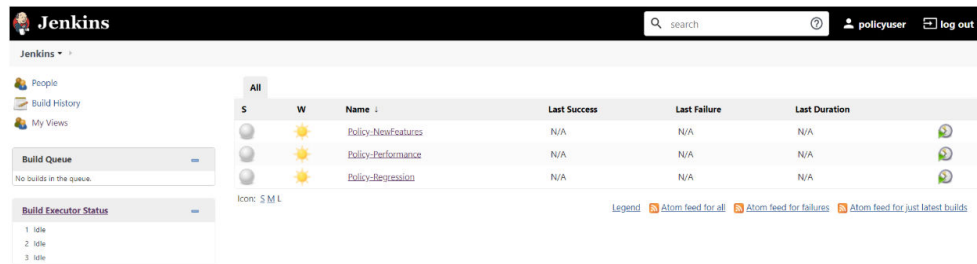 Jenkins
search
policyuser
log out
Jenkins
People
Build History
My Views
Build Queue
No builds in the queue.
Build Executor Status
1 Idle
2 Idle
3 Idle
All
S W Name ↓ Last Success Last Failure Last Duration
Policy-NewFeatures N/A N/A N/A
Policy-Performance N/A N/A N/A
Policy-Regression N/A N/A N/A
Icon: S M L
Legend Atom feed for all Atom feed for failures Atom feed for just latest builds